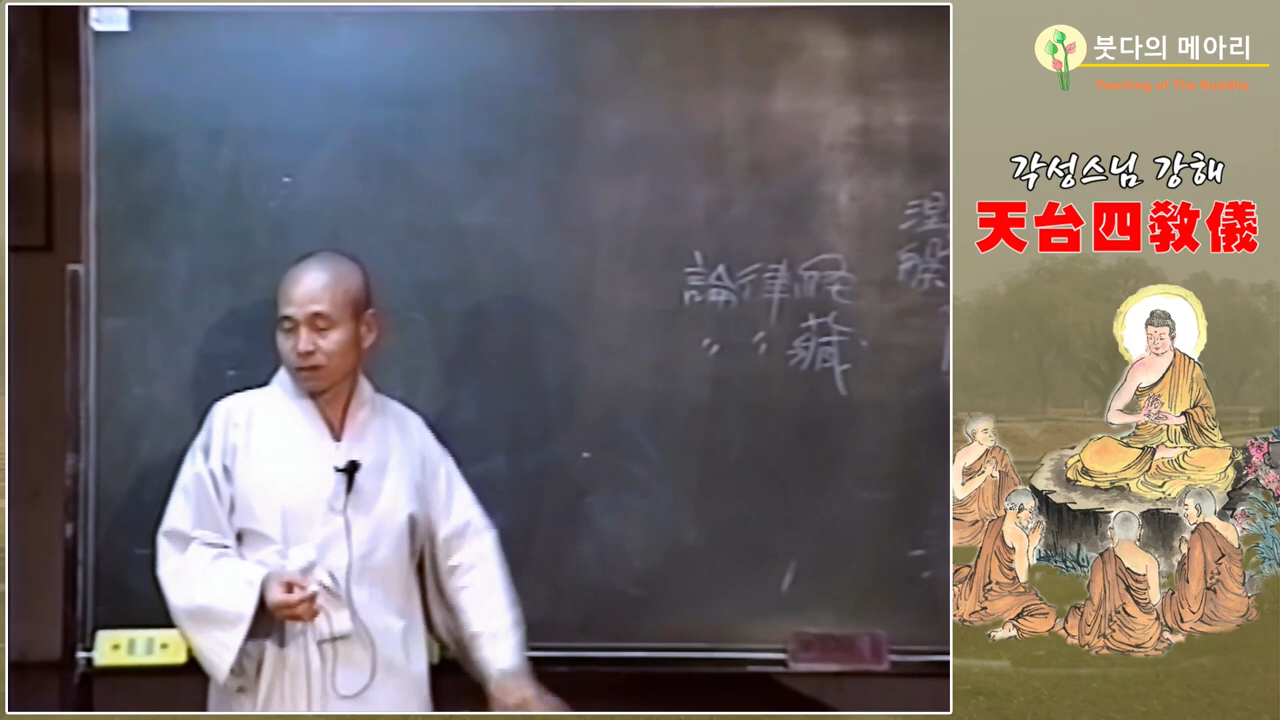 붓다의 메아리
Teaching of The Buddha
각성스님 강해
天台四敎儀
涅
槃
論律経
〃〃藏